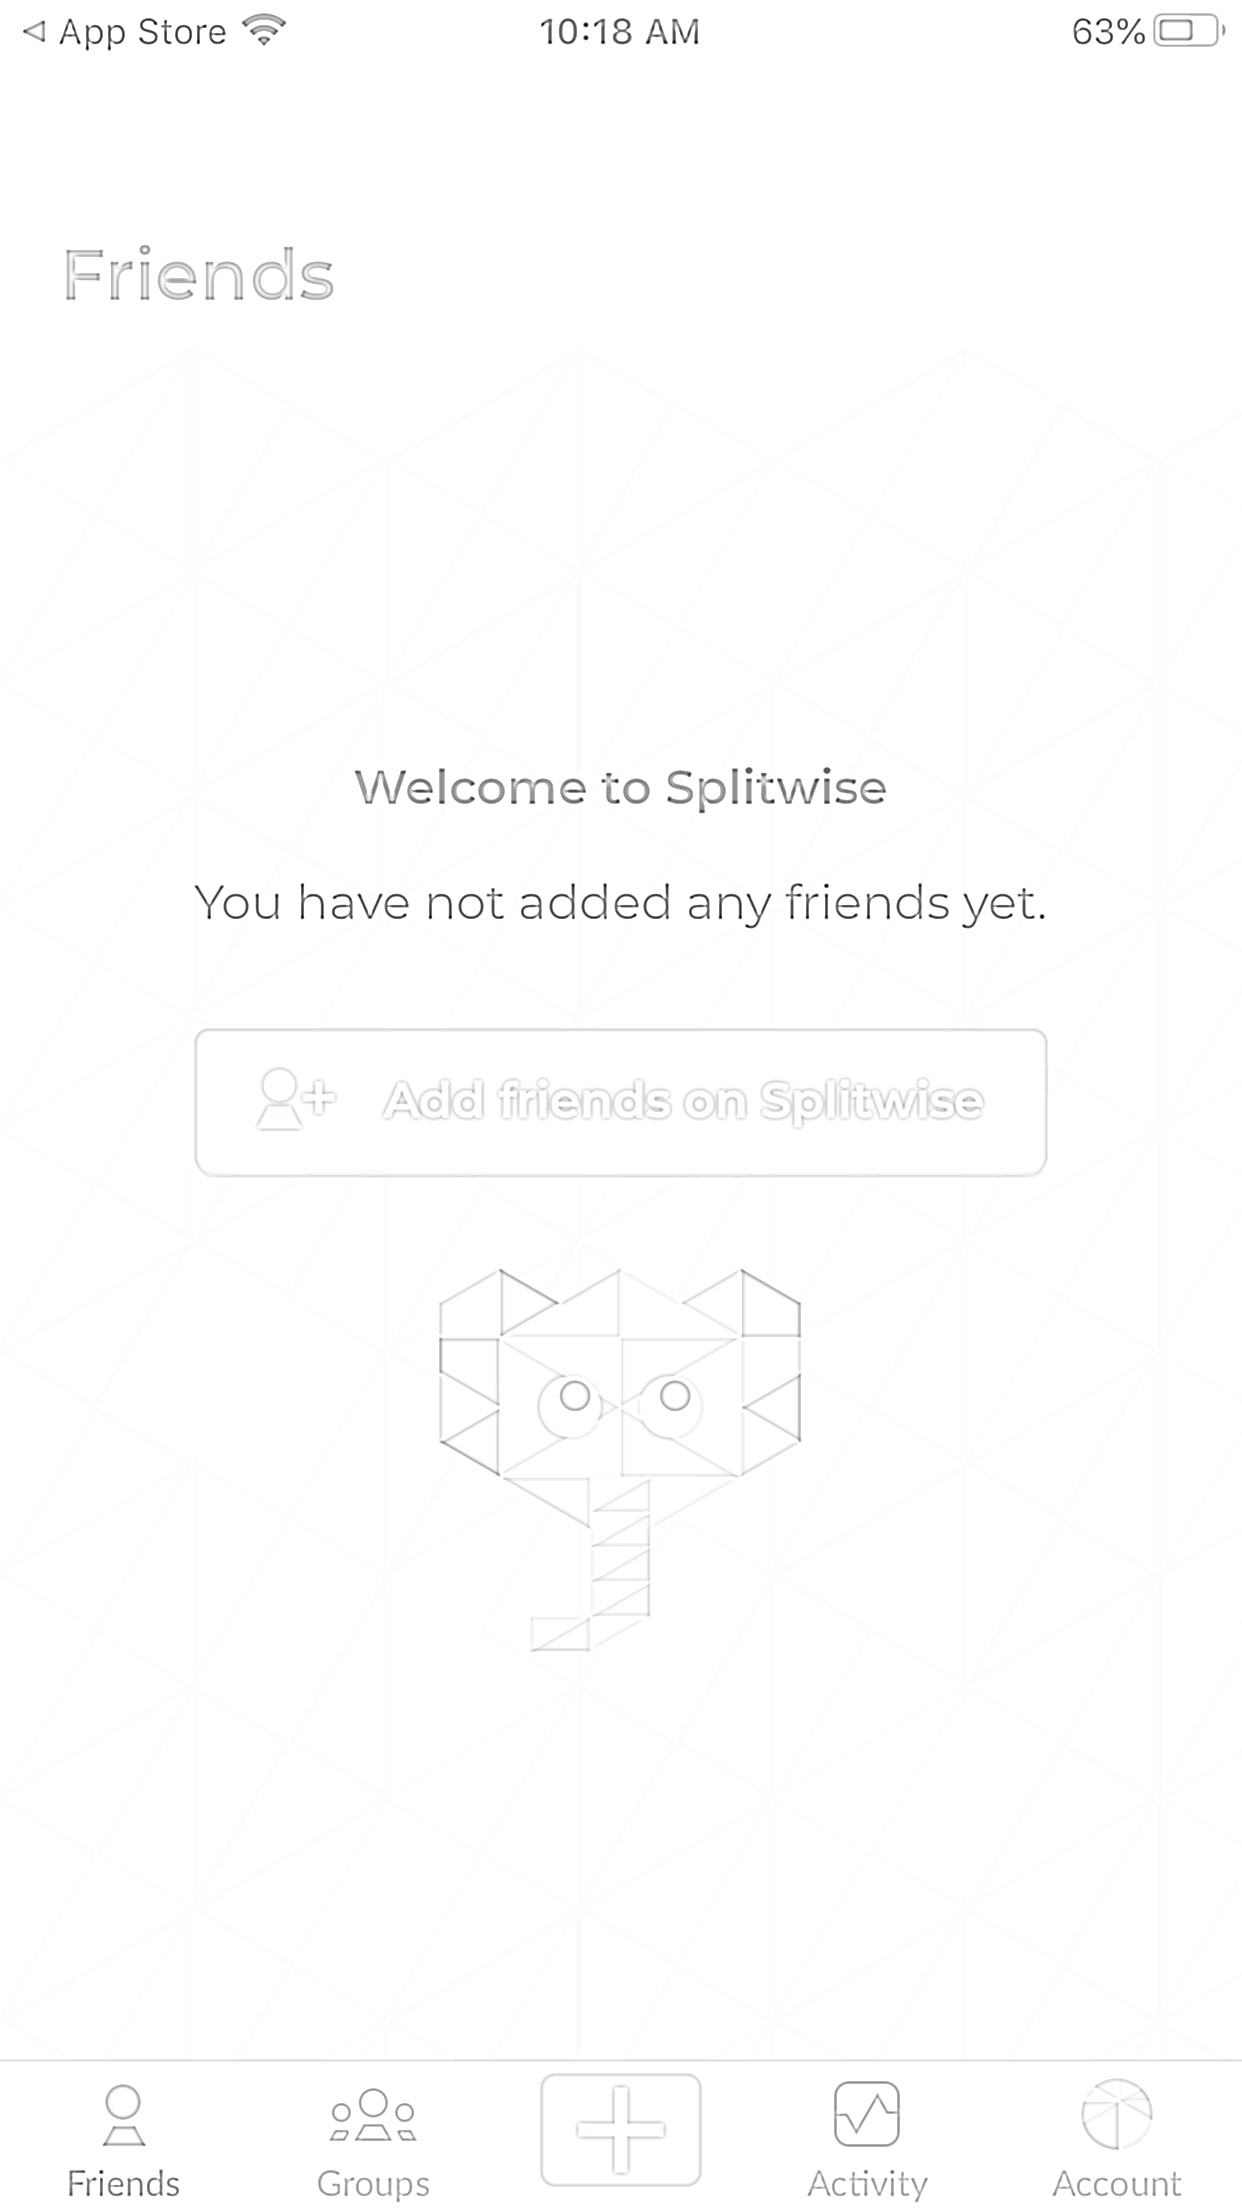 App Store
10:18 AM
63%
Friends
Welcome to Splitwise
You have not added any friends yet.
Add friends on Splitwise
Friends
Groups
Activity
Account